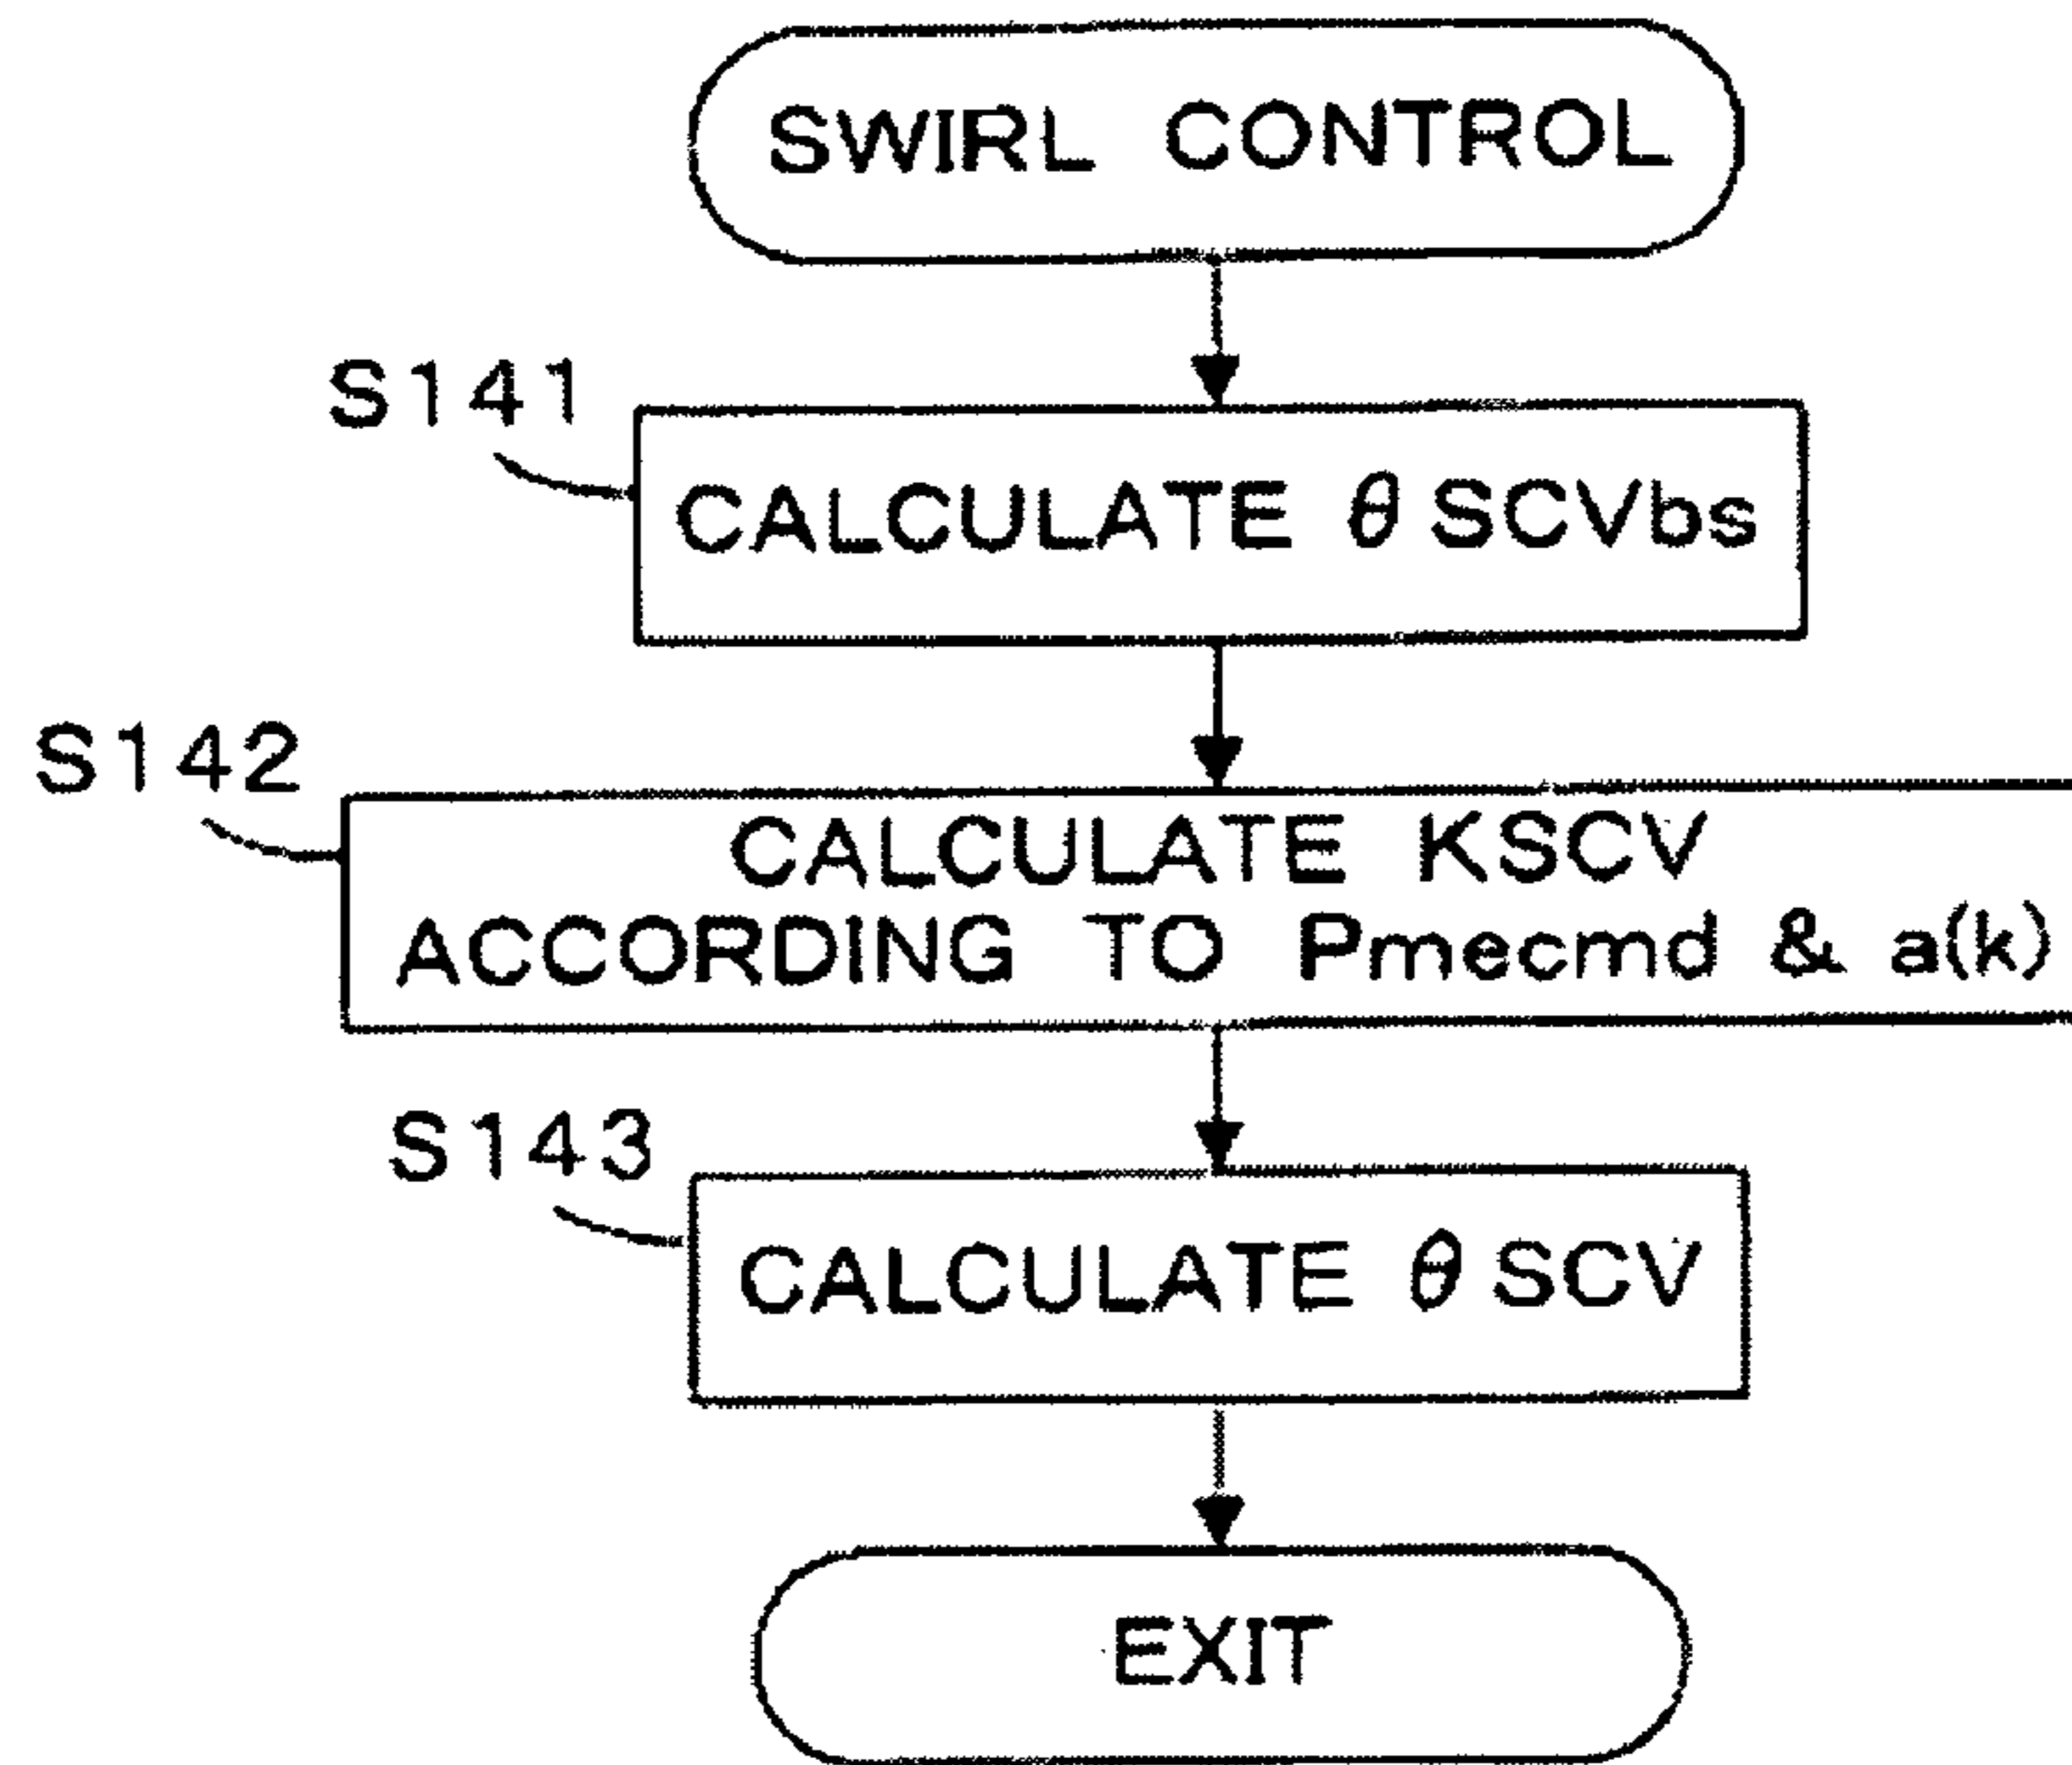 SWIRL CONTROL
S141
CALCULATE θSCVbs
S142
CALCULATE KSCV
ACCORDING TO Pmecmd & a(k)
S143
CALCULATE θSCV
EXIT